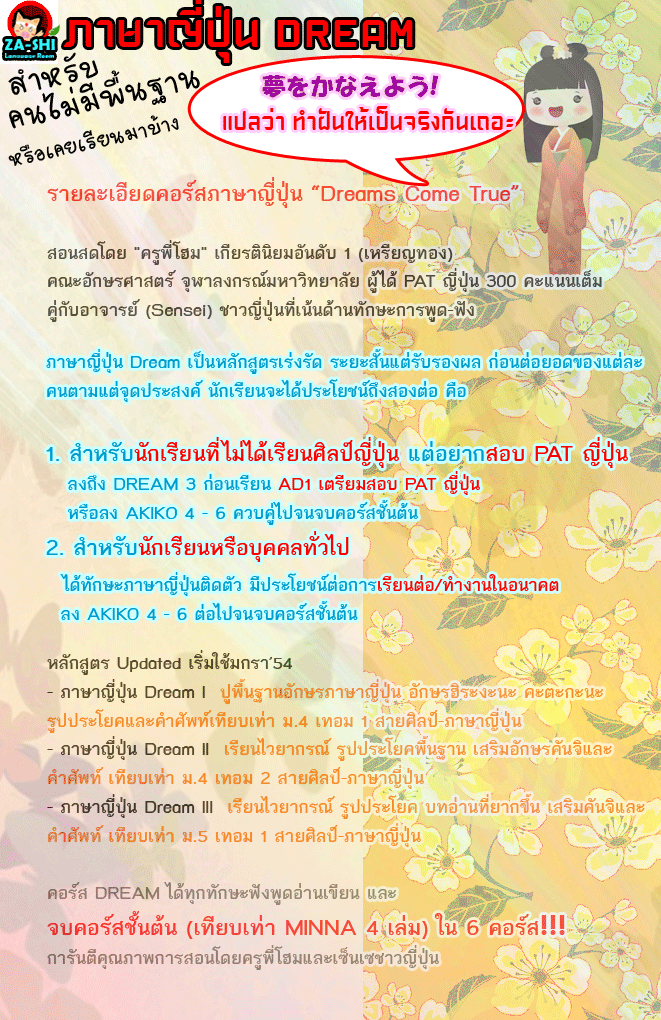 ZA-SHI
Language Room
ภาษาญี่ปุ่น DREAM
สำหรับ
คนไม่มีพื้นฐาน
หรือเคยเรียนมาบ้าง
夢をかなえよう!
แปลว่า ทำฝันให้เป็นจริงกันเถอะ
รายละเอียดคอร์สภาษาญี่ปุ่น “Dreams Come True”
สอนสดโดย "ครูพี่โฮม" เกียรตินิยมอันดับ 1 (เหรียญทอง)
คณะอักษรศาสตร์ จุฬาลงกรณ์มหาวิทยาลัย ผู้ได้ PAT ญี่ปุ่น 300 คะแนนเต็ม
คู่กับอาจารย์ (Sensei) ชาวญี่ปุ่นที่เน้นด้านทักษะการพูด-ฟัง
ภาษาญี่ปุ่น Dream เป็นหลักสูตรเร่งรัด ระยะสั้นแต่รับรองผล ก่อนต่อยอดของแต่ละ
คนตามแต่จุดประสงค์ นักเรียนจะได้ประโยชน์ถึงสองต่อ คือ
1. สำหรับนักเรียนที่ไม่ได้เรียนศิลป์ญี่ปุ่น แต่อยากสอบ PAT ญี่ปุ่น
ลงถึง DREAM 3 ก่อนเรียน AD1 เตรียมสอบ PAT ญี่ปุ่น
หรือลง AKIKO 4 - 6 ควบคู่ไปจนจบคอร์สชั้นต้น
2. สำหรับนักเรียนหรือบุคคลทั่วไป
ได้ทักษะภาษาญี่ปุ่นติดตัว มีประโยชน์ต่อการเรียนต่อ/ทำงานในอนาคต
ลง AKIKO 4 - 6 ต่อไปจนจบคอร์สชั้นต้น
หลักสูตร Updated เริ่มใช้มกรา’54
- ภาษาญี่ปุ่น Dream I ปูพื้นฐานอักษรภาษาญี่ปุ่น อักษรฮิระงะนะ คะตะกะนะ
รูปประโยคและคำศัพท์เทียบเท่า ม.4 เทอม 1 สายศิลป์-ภาษาญี่ปุ่น
- ภาษาญี่ปุ่น Dream II เรียนไวยากรณ์ รูปประโยคพื้นฐาน เสริมอักษรคันจิและ
คำศัพท์ เทียบเท่า ม.4 เทอม 2 สายศิลป์-ภาษาญี่ปุ่น
- ภาษาญี่ปุ่น Dream III เรียนไวยากรณ์ รูปประโยค บทอ่านที่ยากขึ้น เสริมคันจิและ
คำศัพท์ เทียบเท่า ม.5 เทอม 1 สายศิลป์-ภาษาญี่ปุ่น
คอร์ส DREAM ได้ทุกทักษะฟังพูดอ่านเขียน และ
จบคอร์สชั้นต้น (เทียบเท่า MINNA 4 เล่ม) ใน 6 คอร์ส!!!
การันตีคุณภาพการสอนโดยครูพี่โฮมและเซ็นเซชาวญี่ปุ่น